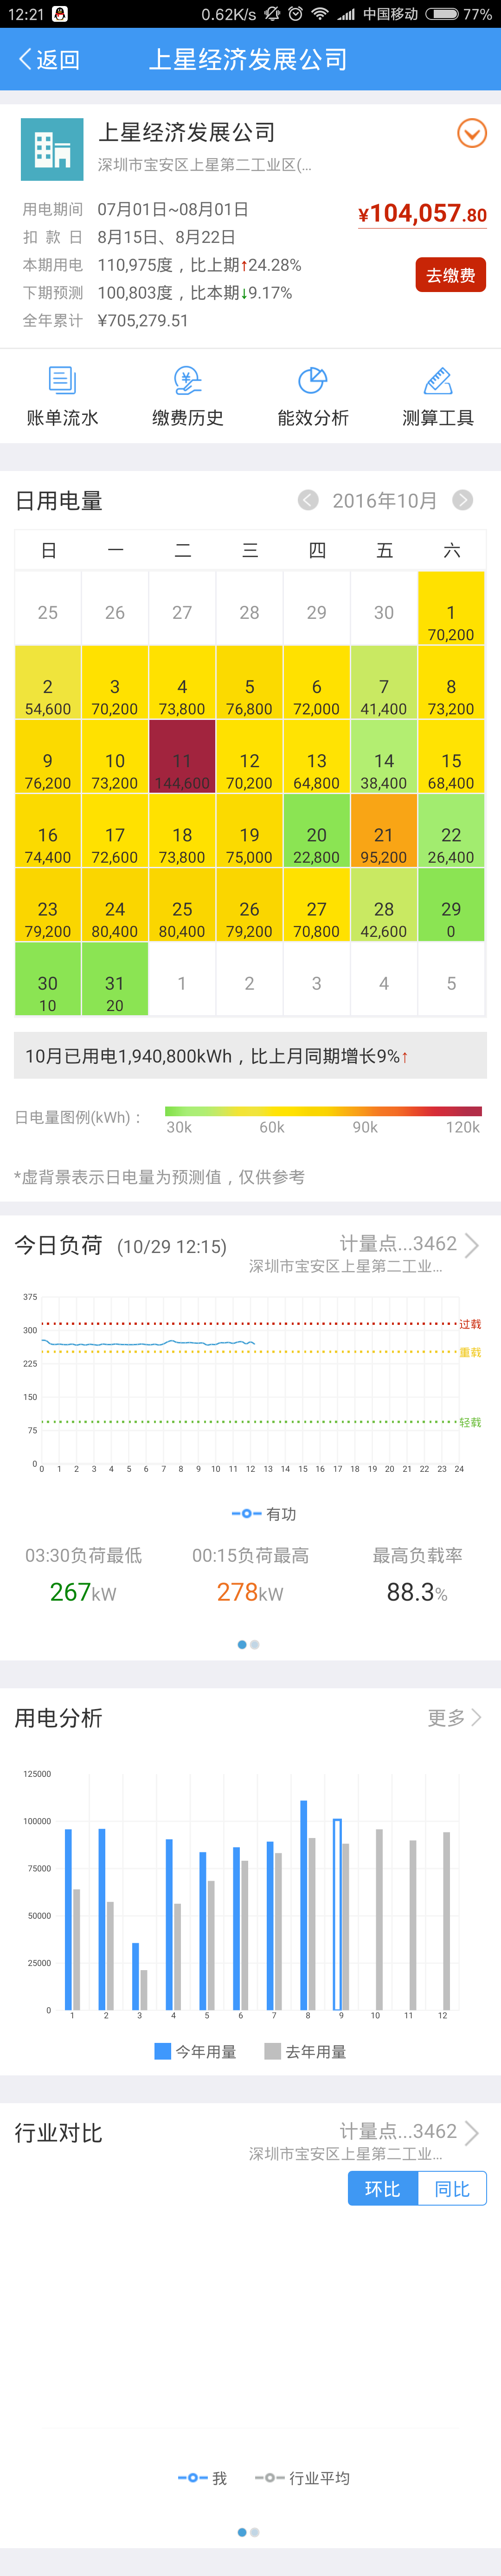 12:21 0.62K/s 中国移动 77%
返回 上星经济发展公司
上星经济发展公司
深圳市宝安区上星第二工业区(...
用电期间 07月01日~08月01日
¥104,057.80
扣 款 日 8月15日、8月22日
本期用电 110,975度，比上期↑24.28%
去缴费
下期预测 100,803度，比本期↓9.17%
全年累计 ¥705,279.51
账单流水 缴费历史 能效分析 测算工具
日用电量 2016年10月
日 一 二 三 四 五 六
25 26 27 28 29 30 1
70,200
2 3 4 5 6 7 8
54,600 70,200 73,800 76,800 72,000 41,400 73,200
9 10 11 12 13 14 15
76,200 73,200 144,600 70,200 64,800 38,400 68,400
16 17 18 19 20 21 22
74,400 72,600 73,800 75,000 22,800 95,200 26,400
23 24 25 26 27 28 29
79,200 80,400 80,400 79,200 70,800 42,600 0
30 31 1 2 3 4 5
10 20
10月已用电1,940,800kWh，比上月同期增长9%↑
日电量图例(kWh)：
30k 60k 90k 120k
*虚背景表示日电量为预测值，仅供参考
今日负荷 (10/29 12:15) 计量点...3462
深圳市宝安区上星第二工业...
375
过载
300
重载
225
150
轻载
75
0
0 1 2 3 4 5 6 7 8 9 10 11 12 13 14 15 16 17 18 19 20 21 22 23 24
有功
03:30负荷最低 00:15负荷最高 最高负载率
267kW 278kW 88.3%
用电分析 更多
125000
100000
75000
50000
25000
0
1 2 3 4 5 6 7 8 9 10 11 12
今年用量 去年用量
行业对比 计量点...3462
深圳市宝安区上星第二工业...
环比 同比
我 行业平均